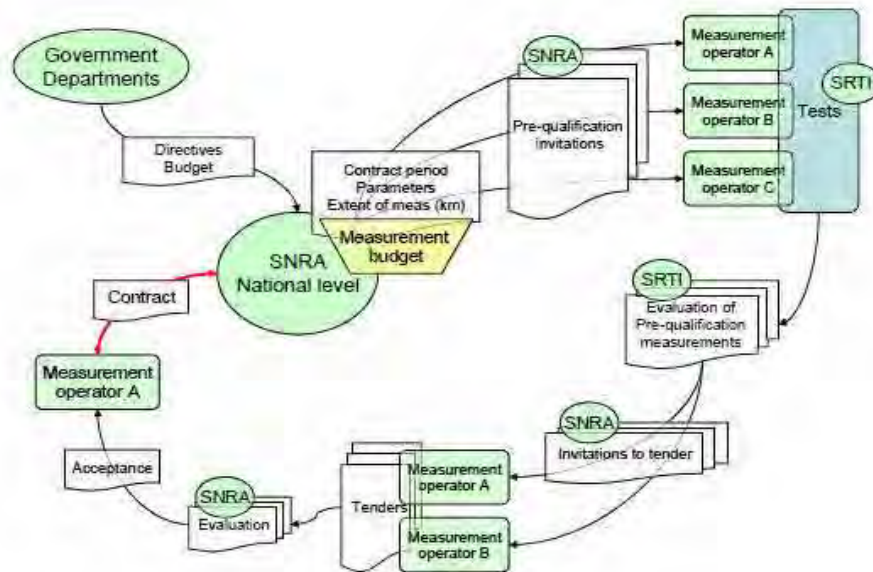 Government
Departments
Directives
Budget
SNRA
National level
Contract period
Parameters
Extent of meas (km)
Measurement
budget
SNRA
Pre-qualification
invitations
Measurement
operator A
Measurement
operator B
Measurement
operator C
SRTI
Tests
SRTI
Evaluation of
Pre-qualification
measurements
SNRA
Invitations to tender
Measurement
operator A
Measurement
operator B
Tenders
SNRA
Evaluation
Acceptance
Measurement
operator A
Contract